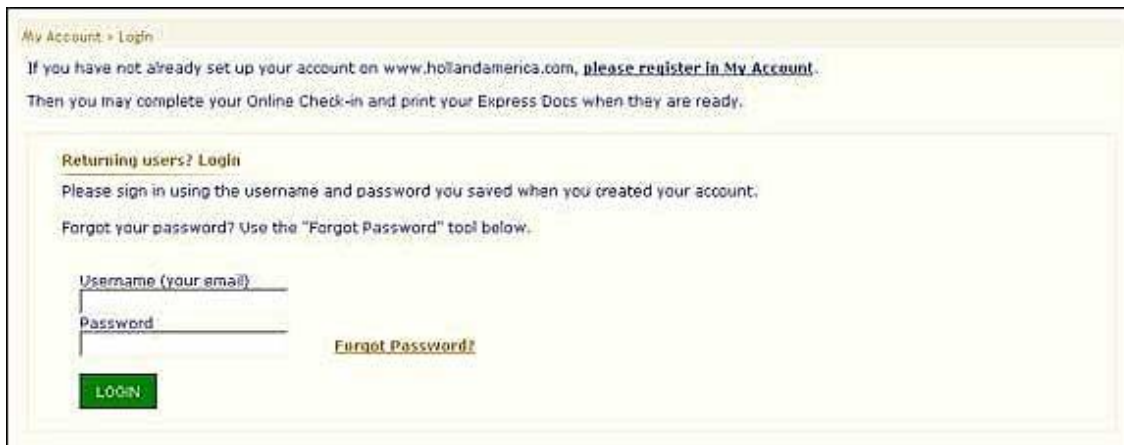 My Account > Login
If you have not already set up your account on www.hollandamerica.com, please register in My Account.
Then you may complete your Online Check-in and print your Express Docs when they are ready.
Returning users? Login
Please sign in using the username and password you saved when you created your account.
Forgot your password? Use the "Forgot Password" tool below.
Username (your email)
Password
Forgot Password?
LOGIN